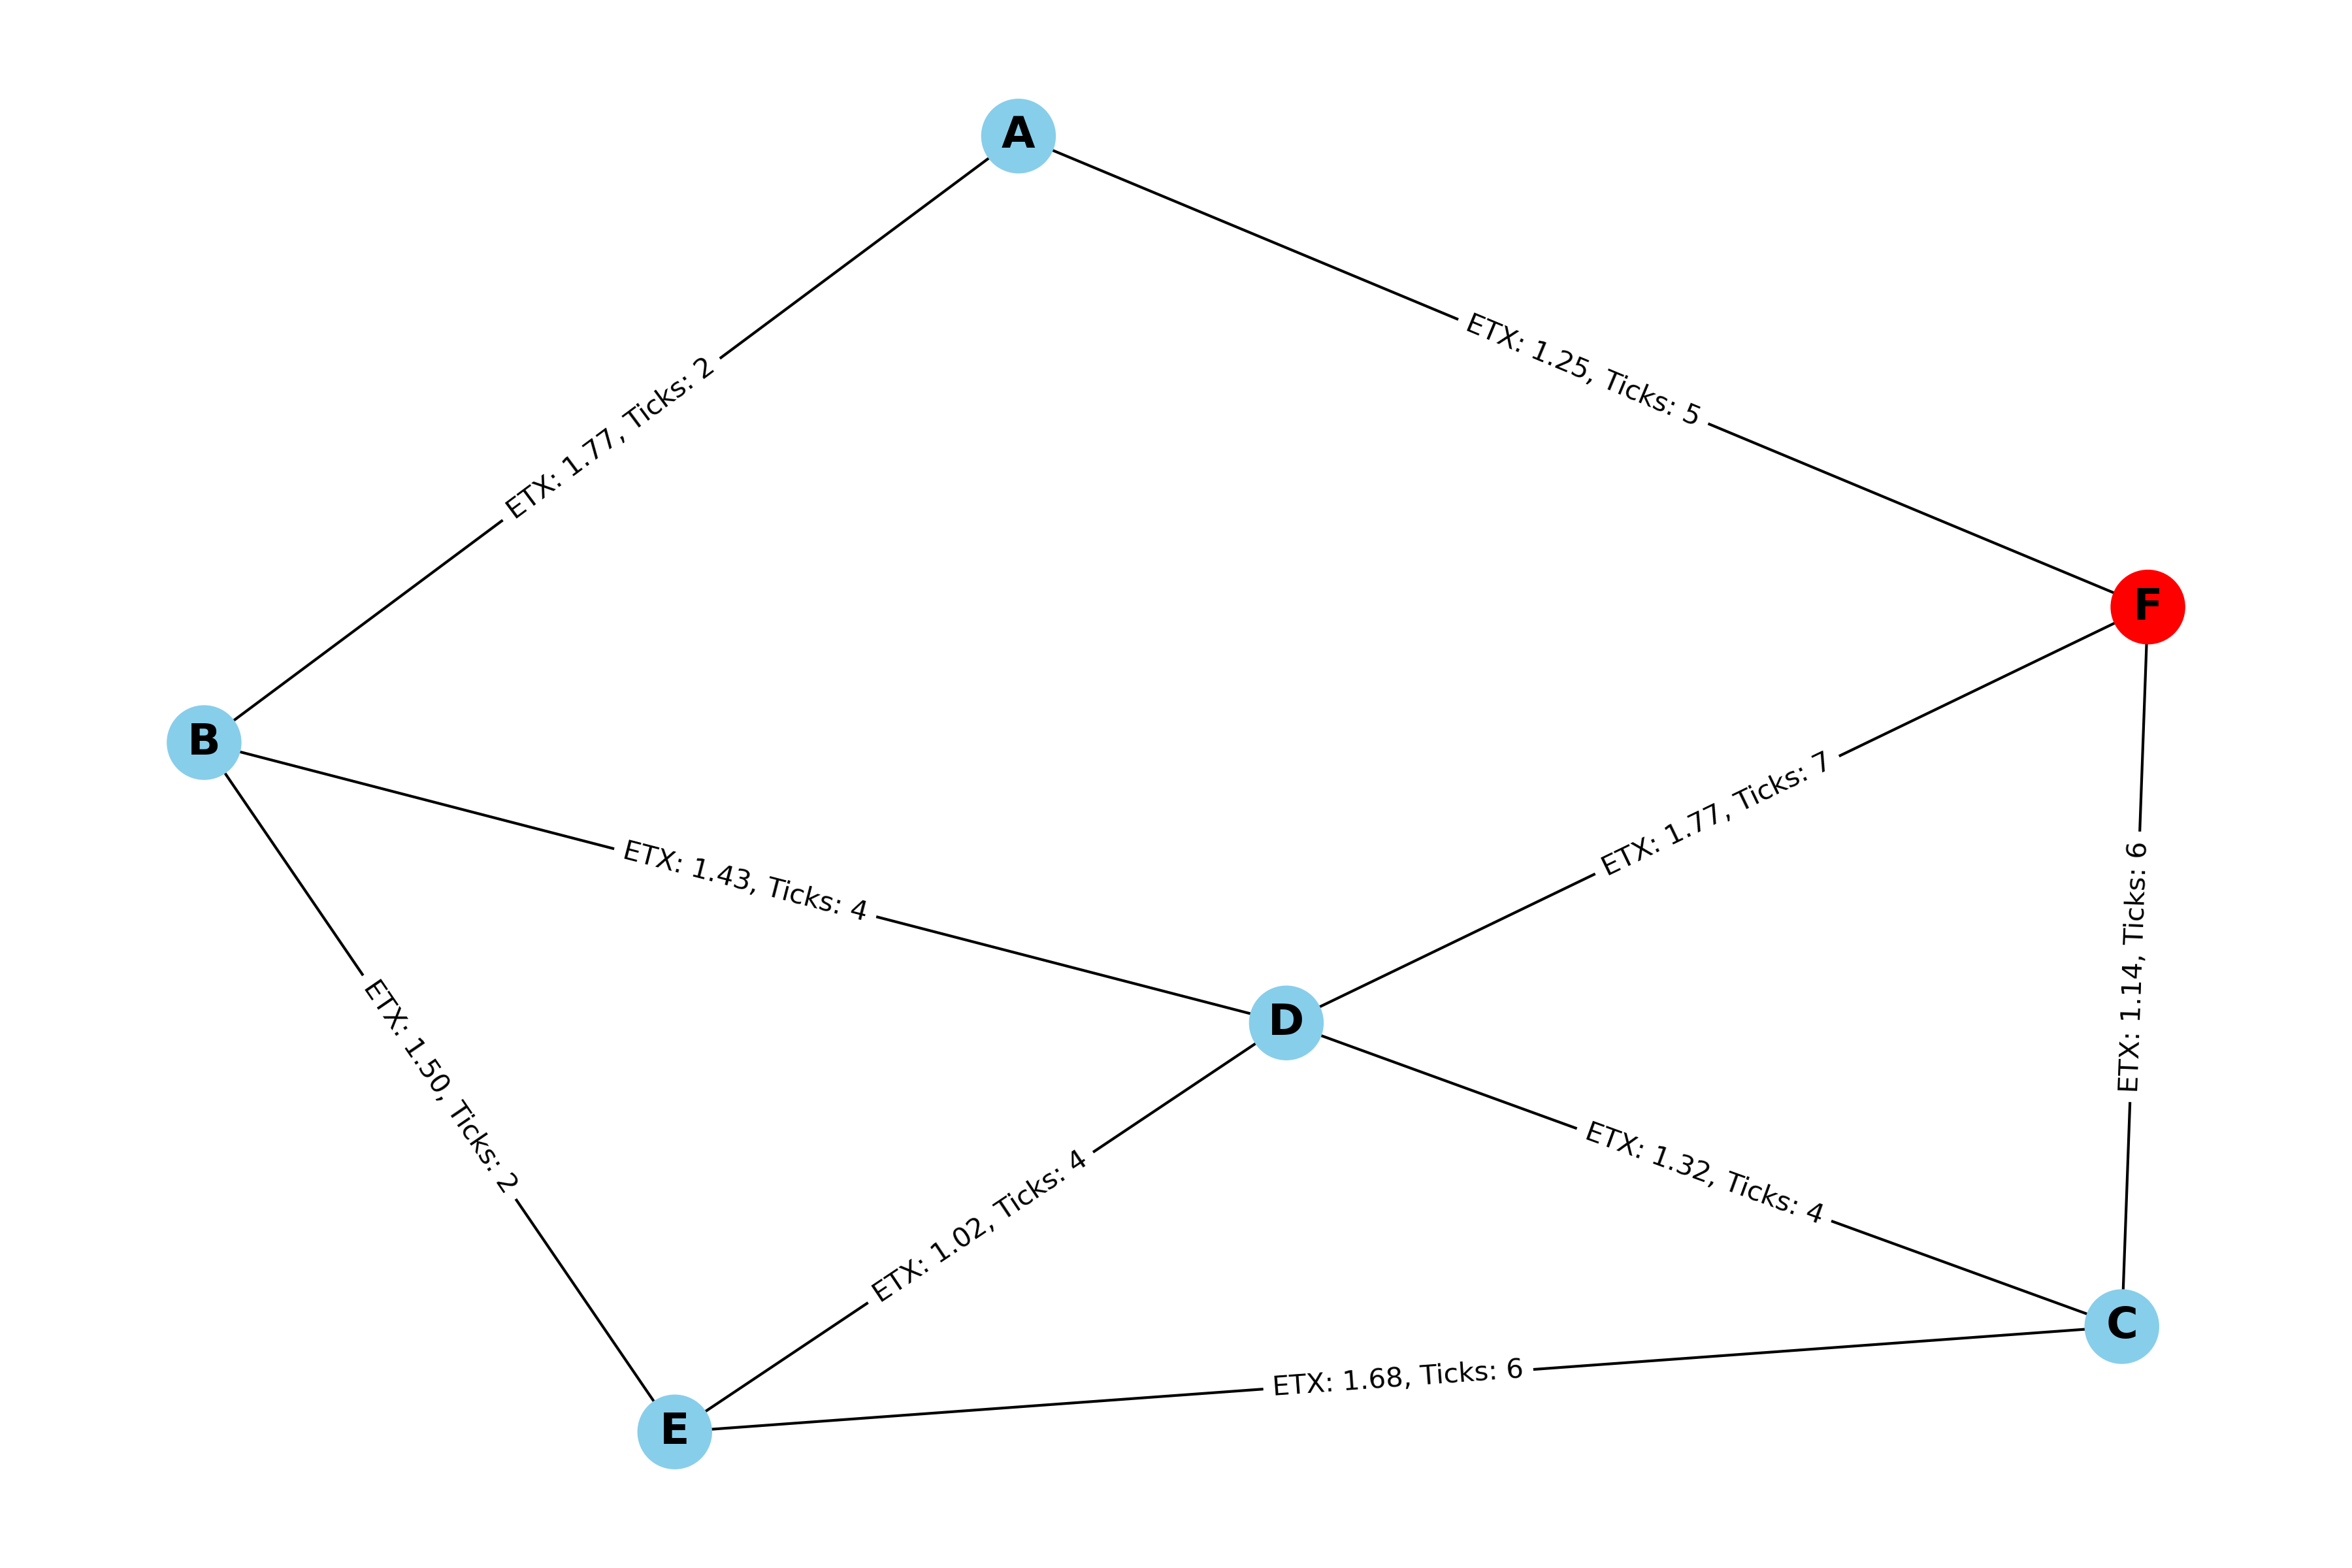 A
ETX: 1.25, Ticks: 5
ETX: 1.77, Ticks: 2
F
B
ETX: 1.77, Ticks: 7
ETX: 1.43, Ticks: 4
ETX: 1.14, Ticks: 6
D
ETX: 1.50, Ticks: 2
ETX: 1.32, Ticks: 4
ETX: 1.02, Ticks: 4
C
ETX: 1.68, Ticks: 6
E